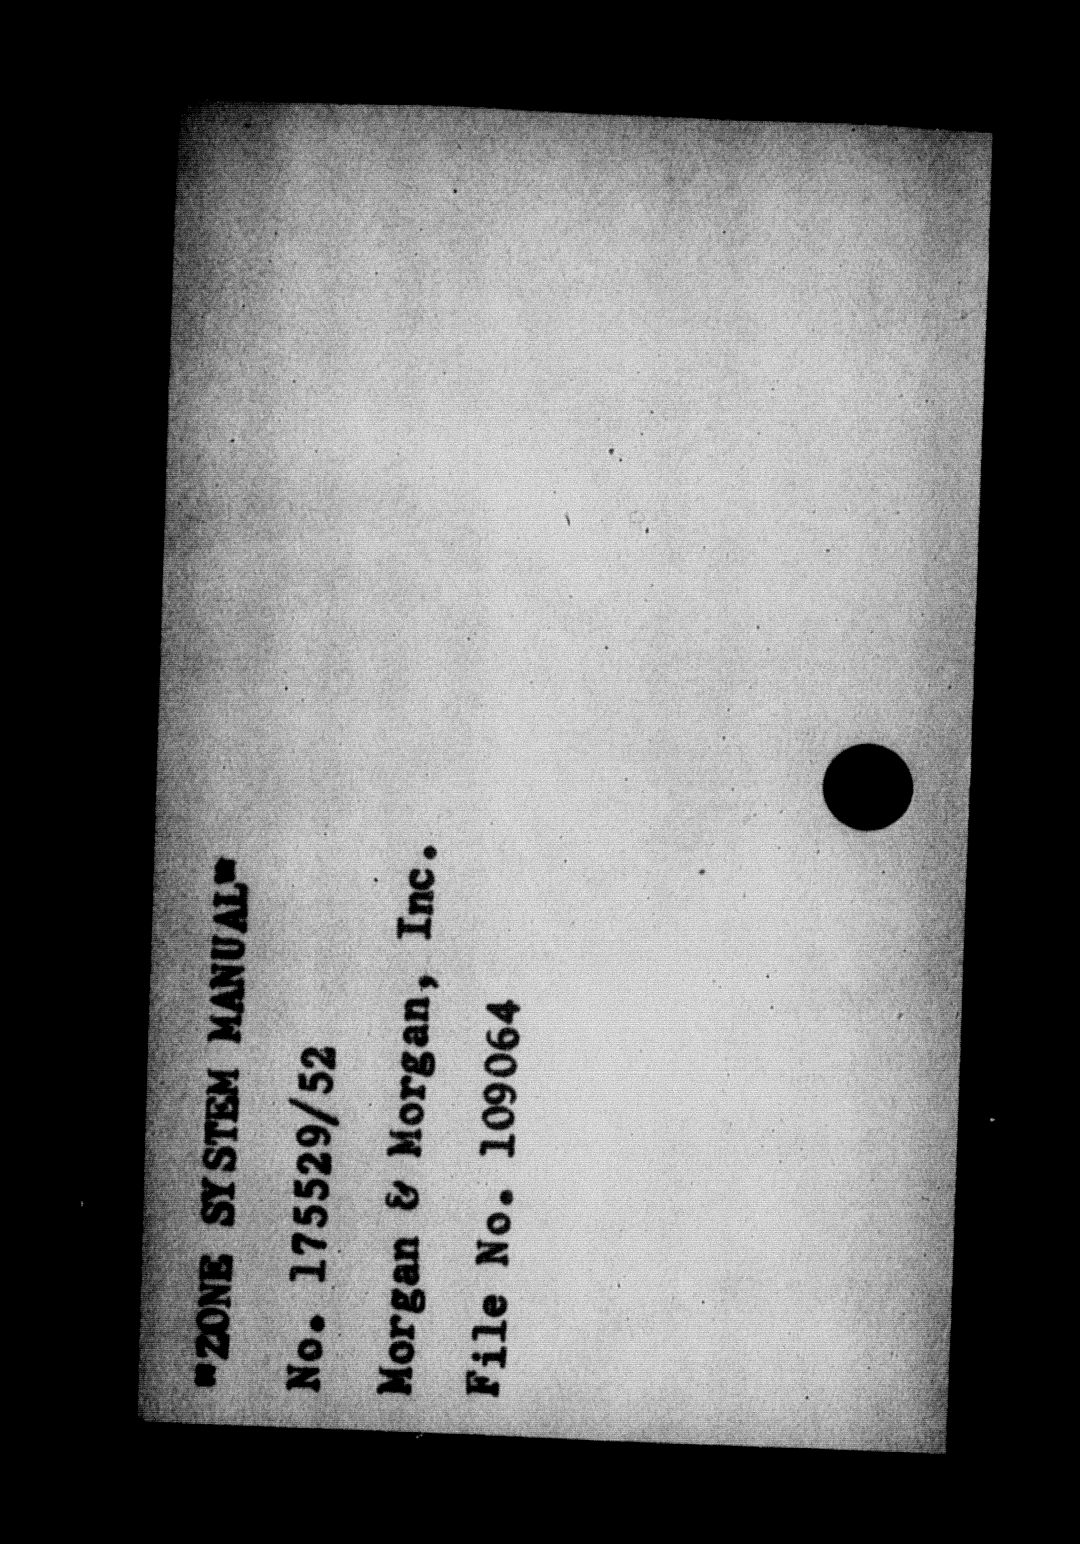 "ZONE SYSTEM MANUAL"
No. 175529/52
Morgan & Morgan, Inc.
File No. 109064